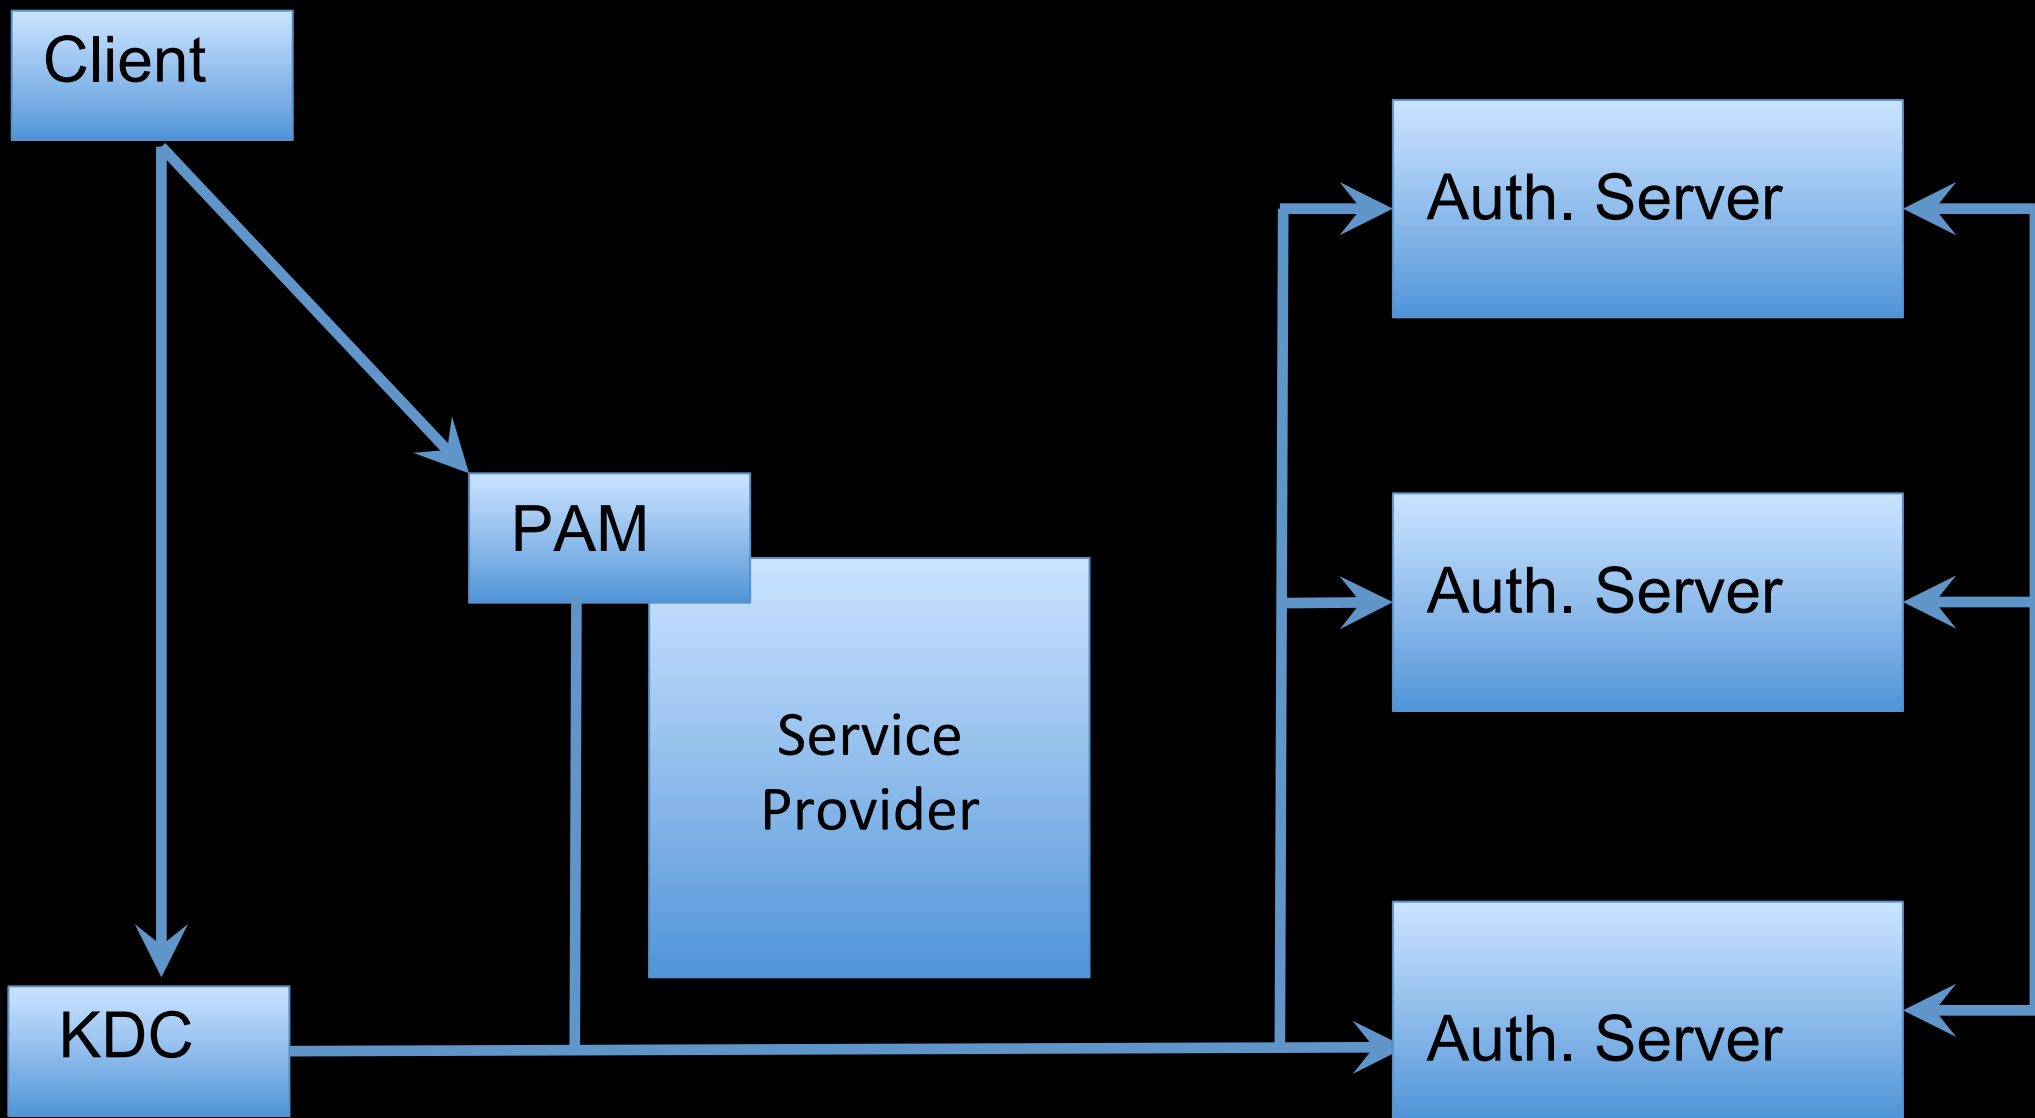 Client
Auth. Server
PAM
Auth. Server
Service
Provider
KDC
Auth. Server